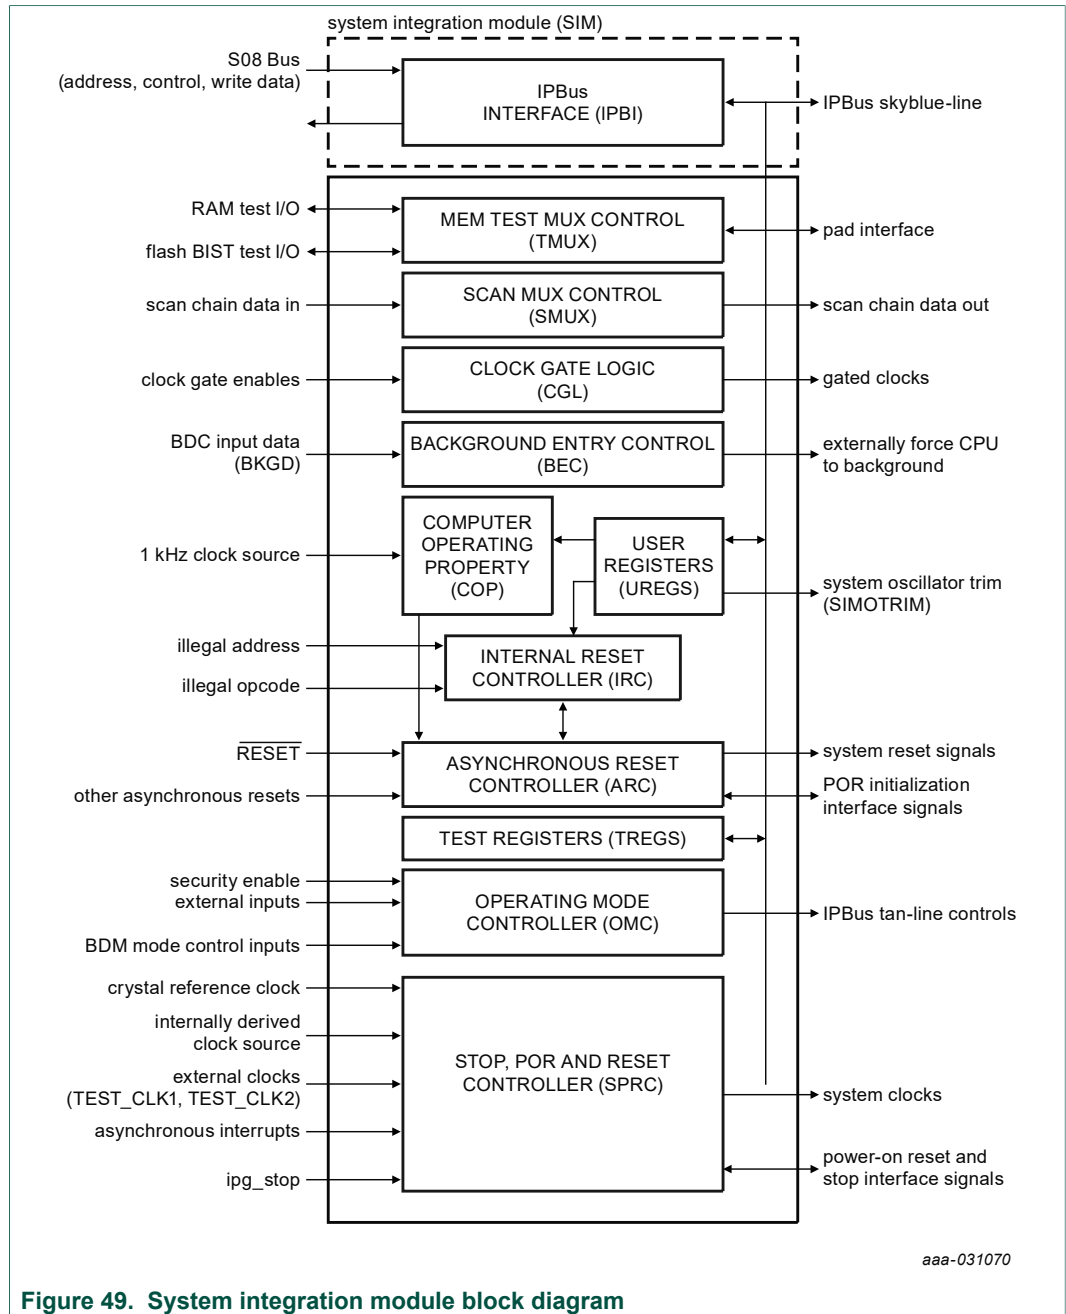 system integration module (SIM)
S08 Bus
(address, control, write data)
IPBus
INTERFACE (IPBI)
IPBus skyblue-line
RAM test I/O
flash BIST test I/O
MEM TEST MUX CONTROL
(TMUX)
pad interface
scan chain data in
SCAN MUX CONTROL
(SMUX)
scan chain data out
clock gate enables
CLOCK GATE LOGIC
(CGL)
gated clocks
BDC input data
(BKGD)
BACKGROUND ENTRY CONTROL
(BEC)
externally force CPU
to background
1 kHz clock source
COMPUTER
OPERATING
PROPERTY
(COP)
USER
REGISTERS
(UREGS)
system oscillator trim
(SIMOTRIM)
illegal address
illegal opcode
INTERNAL RESET
CONTROLLER (IRC)
RESET
other asynchronous resets
ASYNCHRONOUS RESET
CONTROLLER (ARC)
system reset signals
POR initialization
interface signals
TEST REGISTERS (TREGS)
security enable
external inputs
BDM mode control inputs
OPERATING MODE
CONTROLLER (OMC)
IPBus tan-line controls
crystal reference clock
internally derived
clock source
external clocks
(TEST_CLK1, TEST_CLK2)
asynchronous interrupts
ipg_stop
STOP, POR AND RESET
CONTROLLER (SPRC)
system clocks
power-on reset and
stop interface signals
aaa-031070
Figure 49. System integration module block diagram